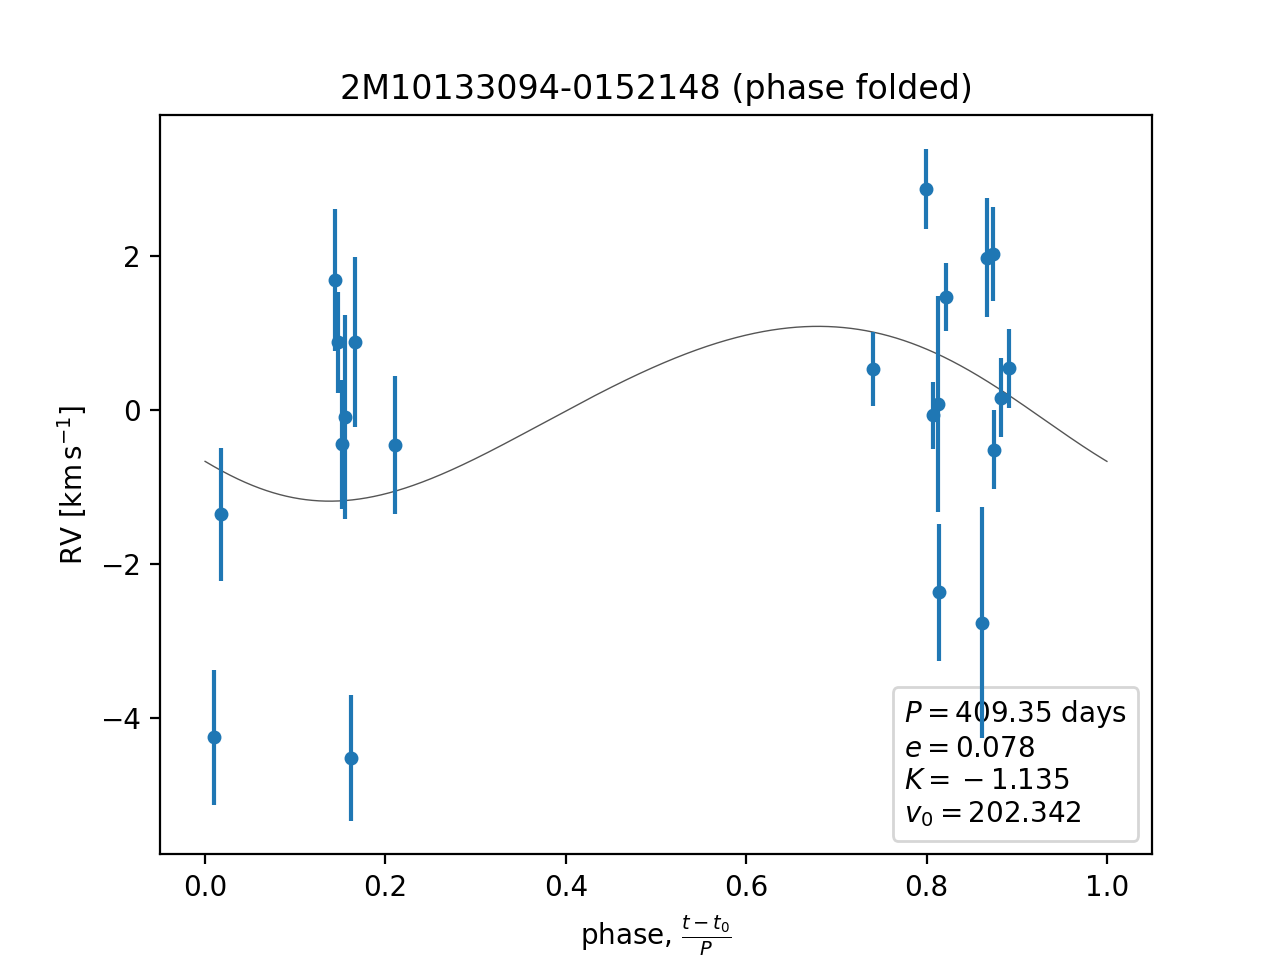 2M10133094-0152148 (phase folded)
RV [km s⁻¹]
2
0
−2
−4
P = 409.35 days
e = 0.078
K = −1.135
v₀ = 202.342
0.0 0.2 0.4 0.6 0.8 1.0
phase, (t − t₀)/P